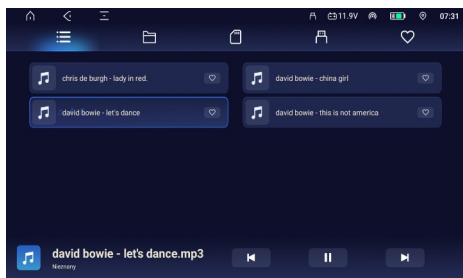 11.9V 07:31
chris de burgh - lady in red.
david bowie - china girl
david bowie - let's dance
david bowie - this is not america
david bowie - let's dance.mp3
Nieznany